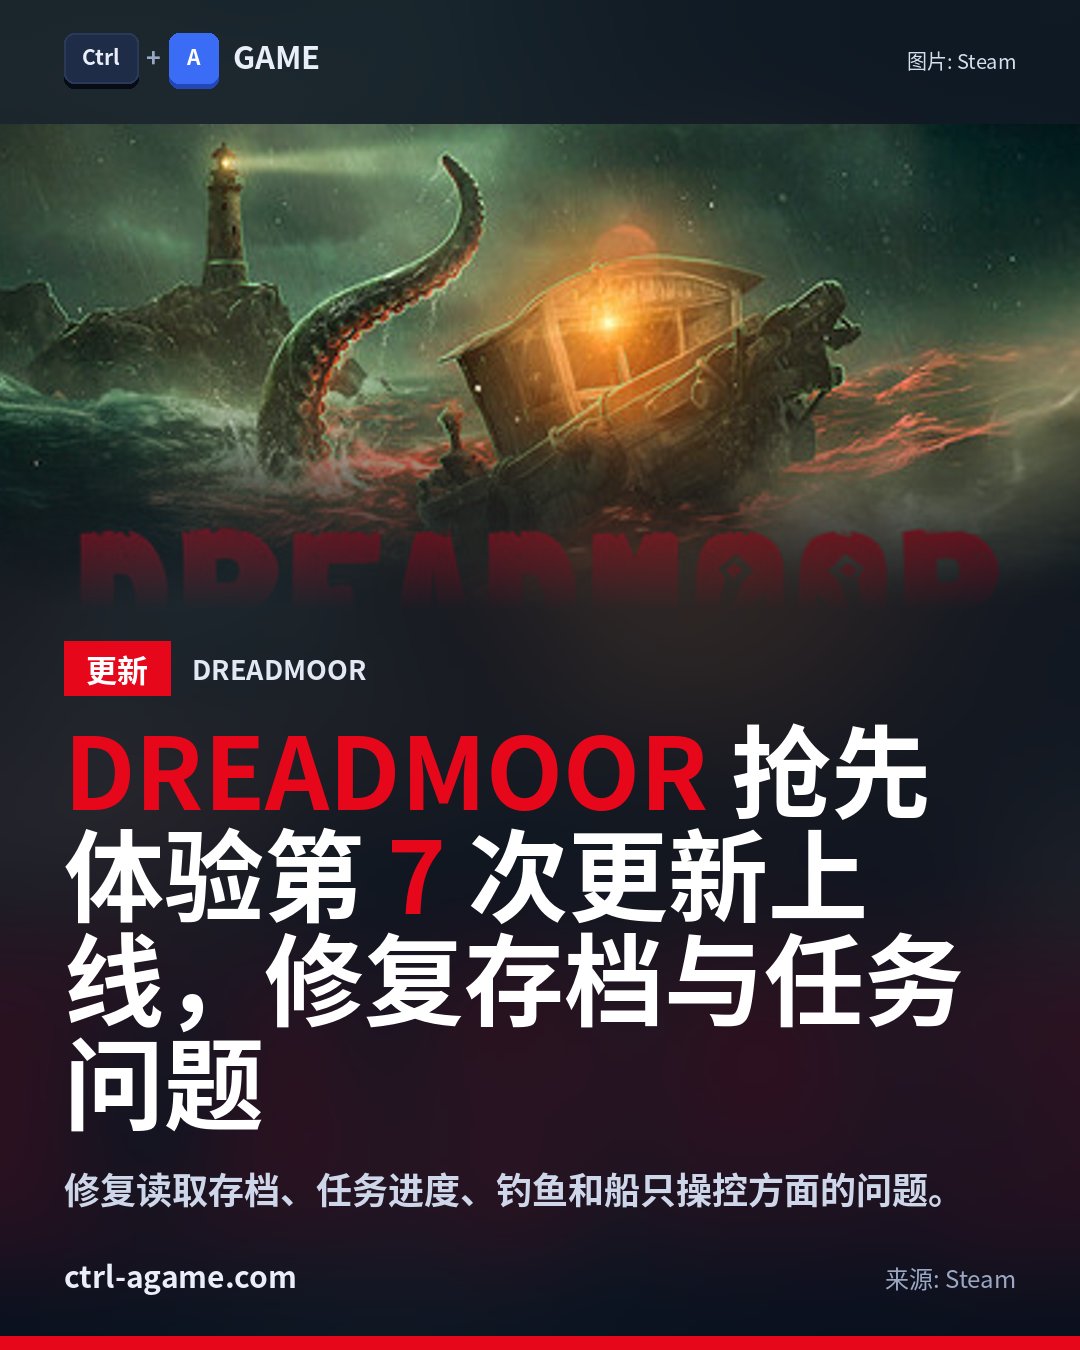 Ctrl + A GAME
图片: Steam
DREADMOOR
更新 DREADMOOR
DREADMOOR 抢先
体验第 7 次更新上
线，修复存档与任务
问题
修复读取存档、任务进度、钓鱼和船只操控方面的问题。
ctrl-agame.com
来源: Steam